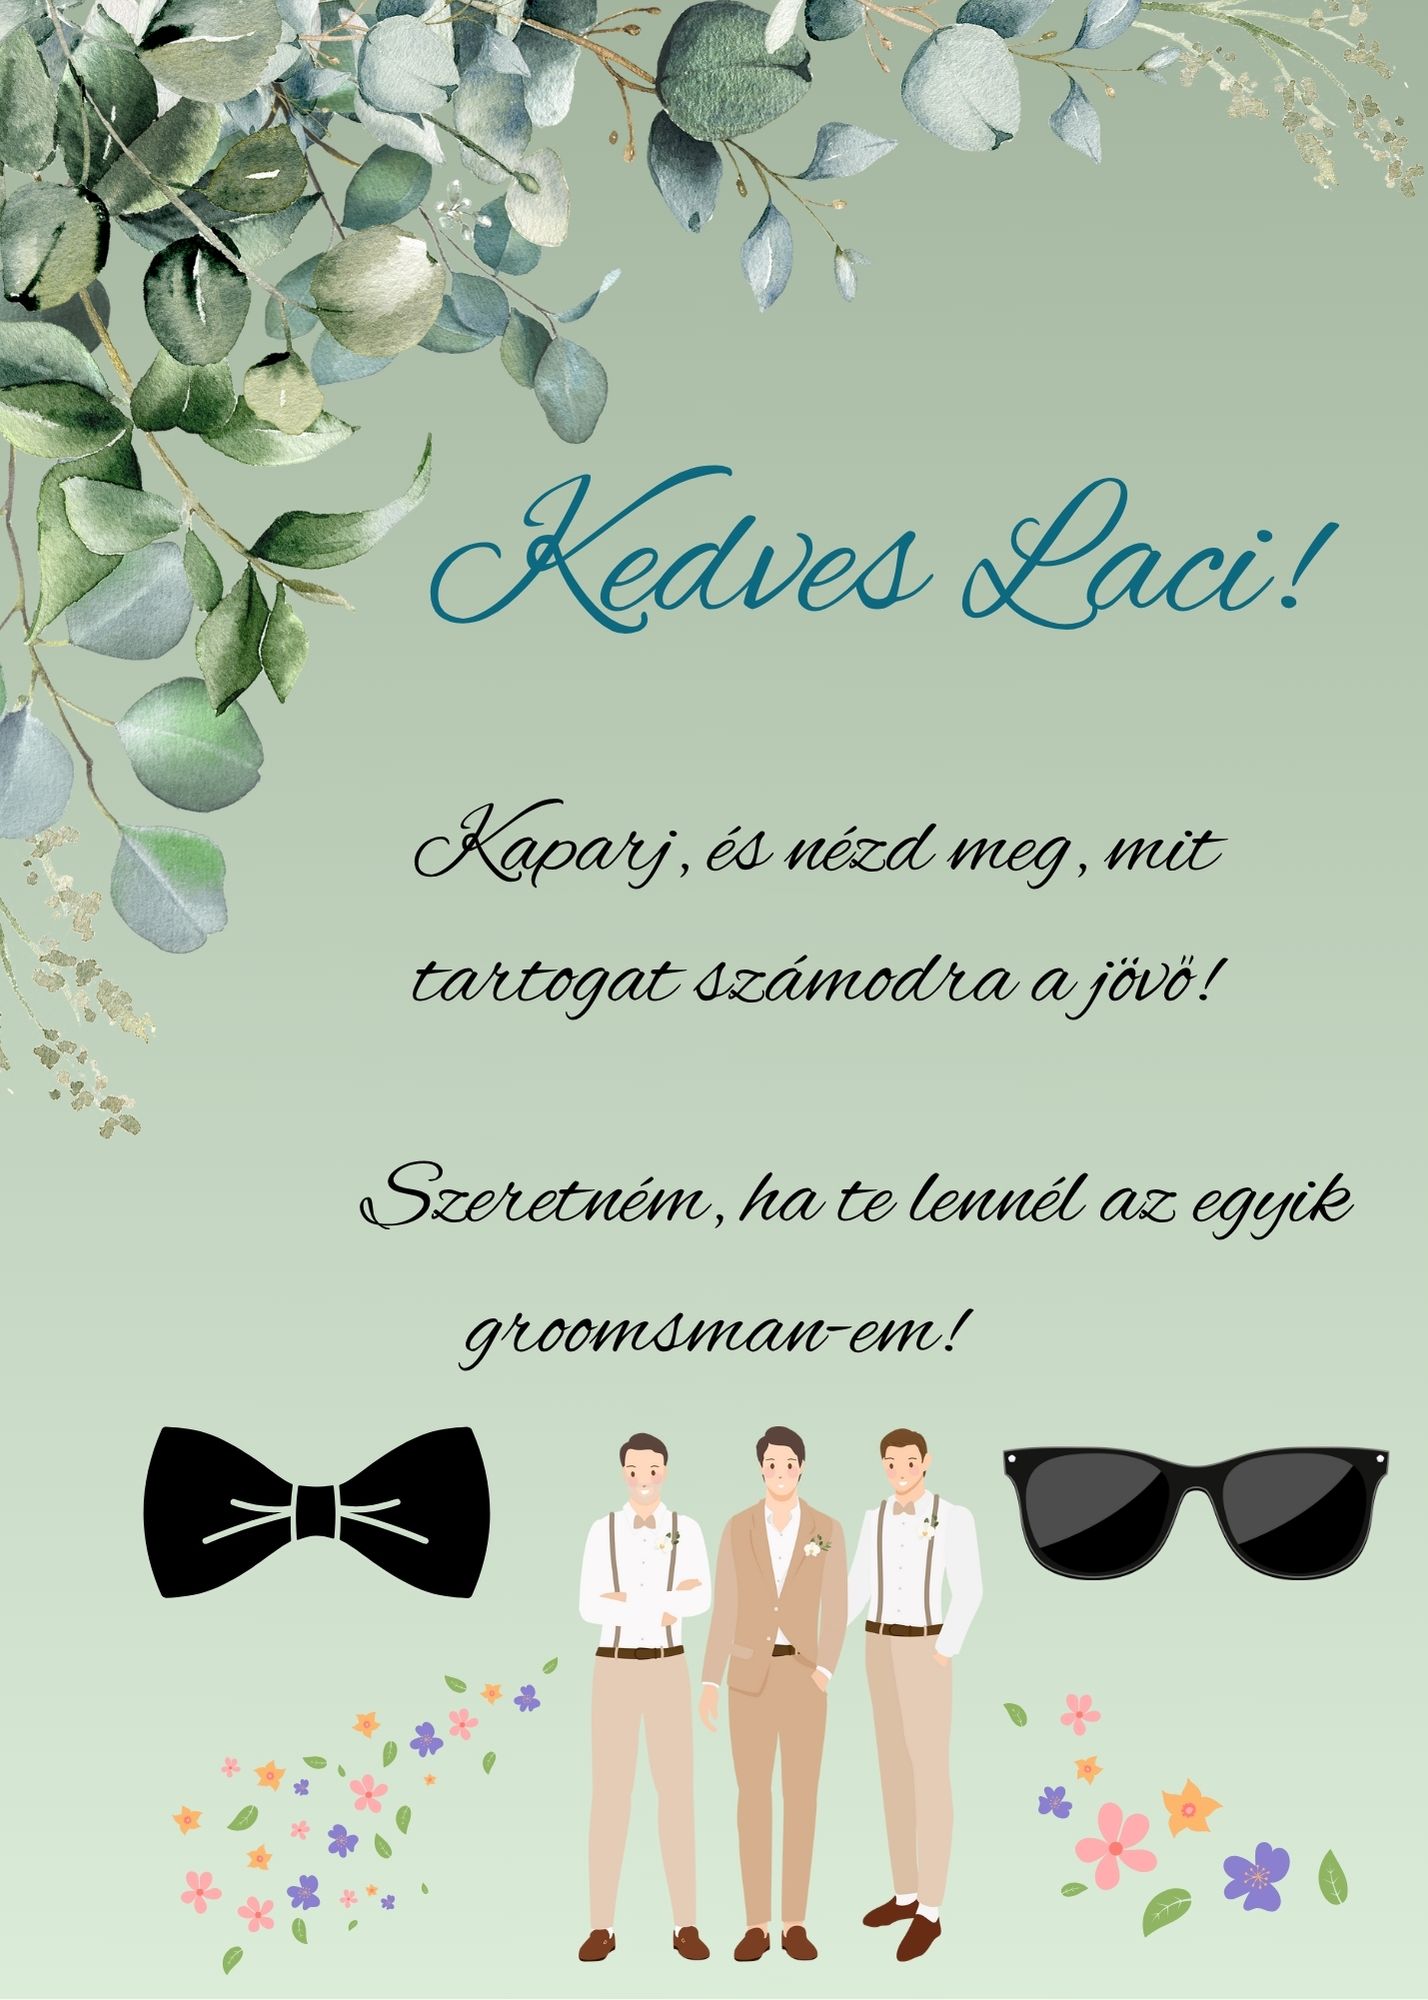 Kedves Laci!
Kaparj, és nézd meg, mit
tartogat számodra a jövő!
Szeretném, ha te lennél az egyik
groomsman-em!